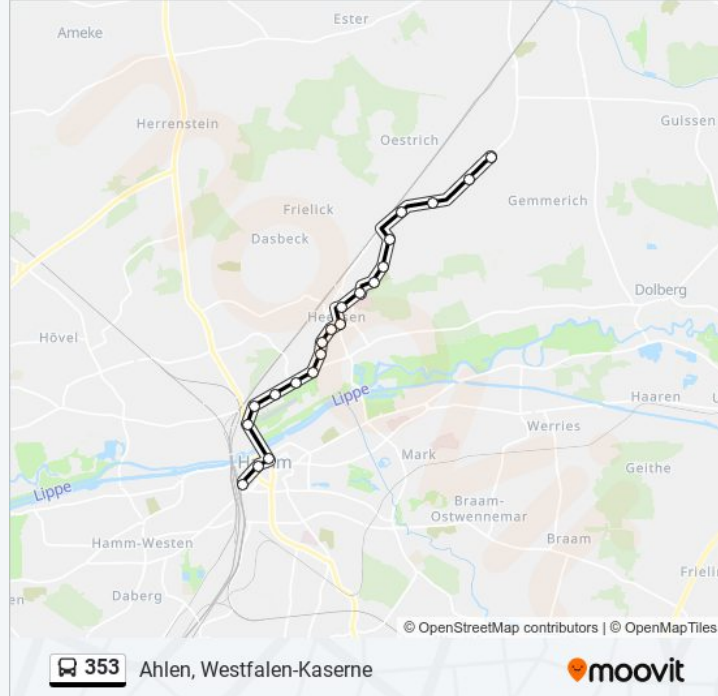 Ester
Ameke
Guissen
Herrenstein
Oestrich
Gemmerich
Frielick
Dasbeck
Dolberg
Heessen
Hövel
Lippe
Haaren
Werries
Hamm
Mark
Geithe
Lippe
Braam-
Ostwennemar
Hamm-Westen
Braam
Frielin
en
Daberg
© OpenStreetMap contributors | © OpenMapTiles
353 Ahlen, Westfalen-Kaserne
moovit